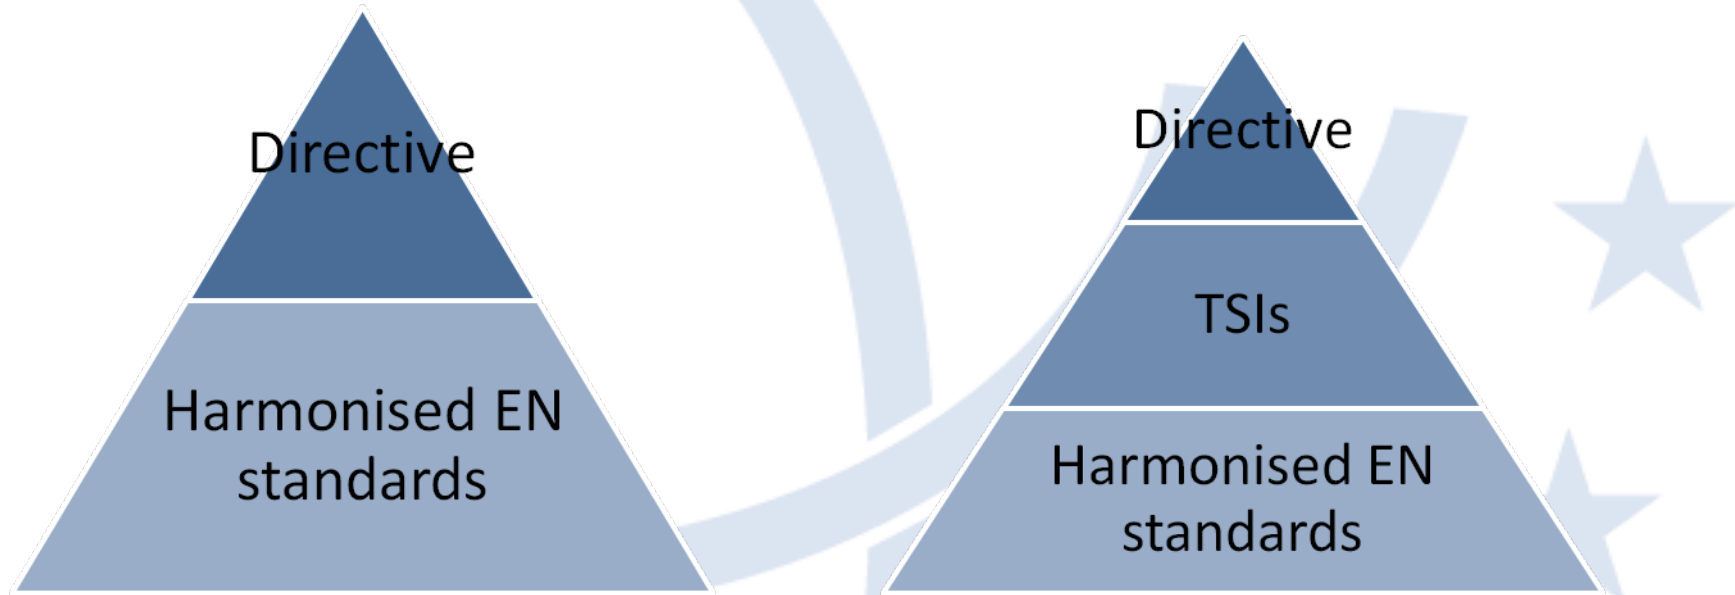 Directive
Harmonised EN
standards
Directive
TSIs
Harmonised EN
standards